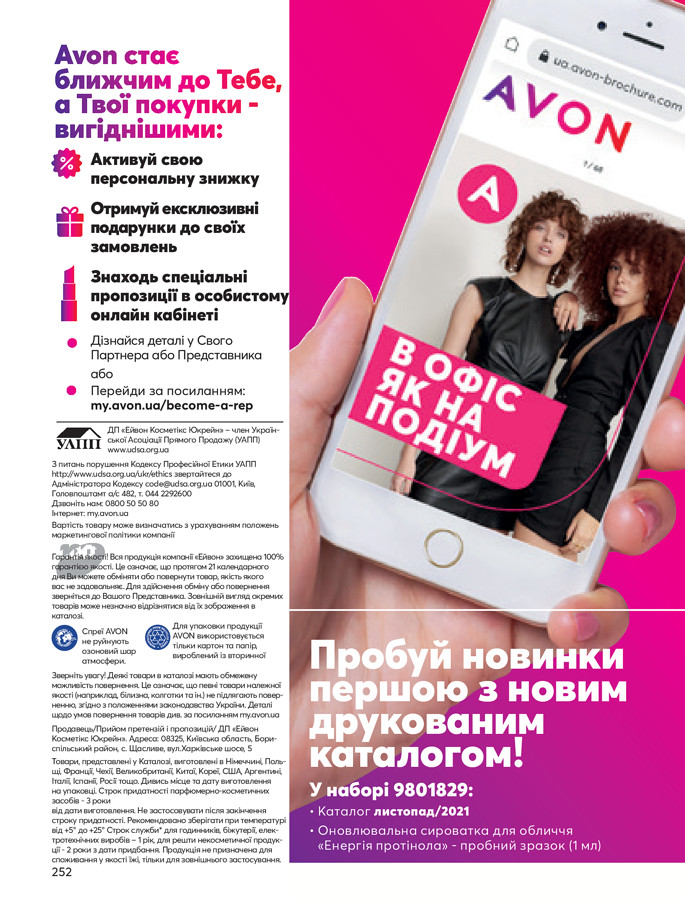 Avon стає
ближчим до Тебе,
а Твої покупки -
вигіднішими:
%
Активуй свою
персональну знижку
Отримуй ексклюзивні
подарунки до своїх
замовлень
Знаходь спеціальні
пропозиції в особистому
онлайн кабінеті
Дізнайся деталі у Свого
Партнера або Представника
або
Перейди за посиланням:
my.avon.ua/become-a-rep
УАПП
ДП «Ейвон Косметікс Юкрейн» – член Україн-
ської Асоціації Прямого Продажу (УАПП)
www.udsa.org.ua
З питань порушення Кодексу Професійної Етики УАПП
http://www.udsa.org.ua/ukr/ethics звертайтеся до
Адміністратора Кодексу code@udsa.org.ua 01001, Київ,
Головпоштамт а/с 482, т. 044 2292600
Дзвоніть нам: 0800 50 50 80
Інтернет: my.avon.ua
Вартість товару може визначатись з урахуванням положень
маркетингової політики компанії
Гарантія якості! Вся продукція компанії «Ейвон» захищена 100%
гарантією якості. Це означає, що протягом 21 календарного
дня Ви можете обміняти або повернути товар, якість якого
вас не задовольняє. Для здійснення обміну або повернення
зверніться до Вашого Представника. Зовнішній вигляд окремих
товарів може незначно відрізнятися від їх зображення в
каталозі.
Спреї AVON
не руйнують
озоновий шар
атмосфери.
Для упаковки продукції
AVON використовується
тільки картон та папір,
вироблений із вторинної
Зверніть увагу! Деякі товари в каталозі мають обмежену
можливість повернення. Це означає, що певні товари належної
якості (наприклад, білизна, колготки та ін.) не підлягають повер-
ненню, згідно з положеннями законодавства України. Деталі
щодо умов повернення товарів див. за посиланням my.avon.ua
Продавець/Прийом претензій і пропозицій/ ДП «Ейвон
Косметікс Юкрейн». Адреса: 08325, Київська область, Бори-
спільський район, с. Щасливе, вул.Харківське шосе, 5
Товари, представлені у Каталозі, виготовлені в Німеччині, Поль-
щі, Франції, Чехії, Великобританії, Китаї, Кореї, США, Аргентині,
Італії, Іспанії, Росії тощо. Дивись місце та дату виготовлення
на упаковці. Строк придатності парфюмерно-косметичних
засобів - 3 роки
від дати виготовлення. Не застосовувати після закінчення
строку придатності. Рекомендовано зберігати при температурі
від +5° до +25° Строк служби* для годинників, біжутерії, елек-
тротехнічних виробів – 1 рік, для решти некосметичної продук-
ції - 2 роки з дати придбання. Продукція не призначена для
споживання у якості їжі, тільки для зовнішнього застосування.
252
ua.avon-brochure.com
AVON
1 / 68
A
В ОФІС
ЯК НА
ПОДІУМ
Пробуй новинки
першою з новим
друкованим
каталогом!
У наборі 9801829:
• Каталог листопад/2021
• Оновлювальна сироватка для обличчя
«Енергія протінола» - пробний зразок (1 мл)